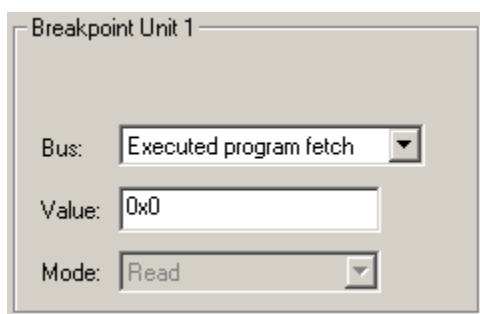 Breakpoint Unit 1
Bus: Executed program fetch
Value: 0x0
Mode: Read